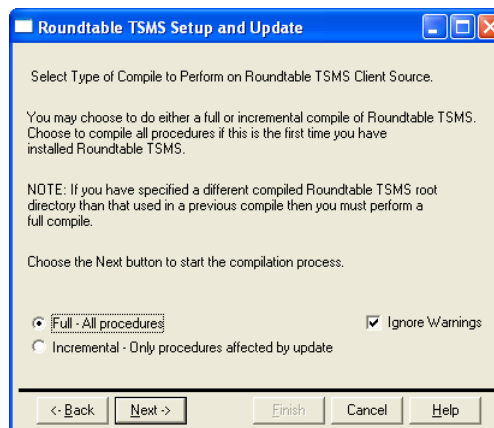 Roundtable TSMS Setup and Update
Select Type of Compile to Perform on Roundtable TSMS Client Source.
You may choose to do either a full or incremental compile of Roundtable TSMS.
Choose to compile all procedures if this is the first time you have
installed Roundtable TSMS.
NOTE: If you have specified a different compiled Roundtable TSMS root
directory than that used in a previous compile then you must perform a
full compile.
Choose the Next button to start the compilation process.
Full - All procedures
Ignore Warnings
Incremental - Only procedures affected by update
<- Back
Next ->
Finish
Cancel
Help